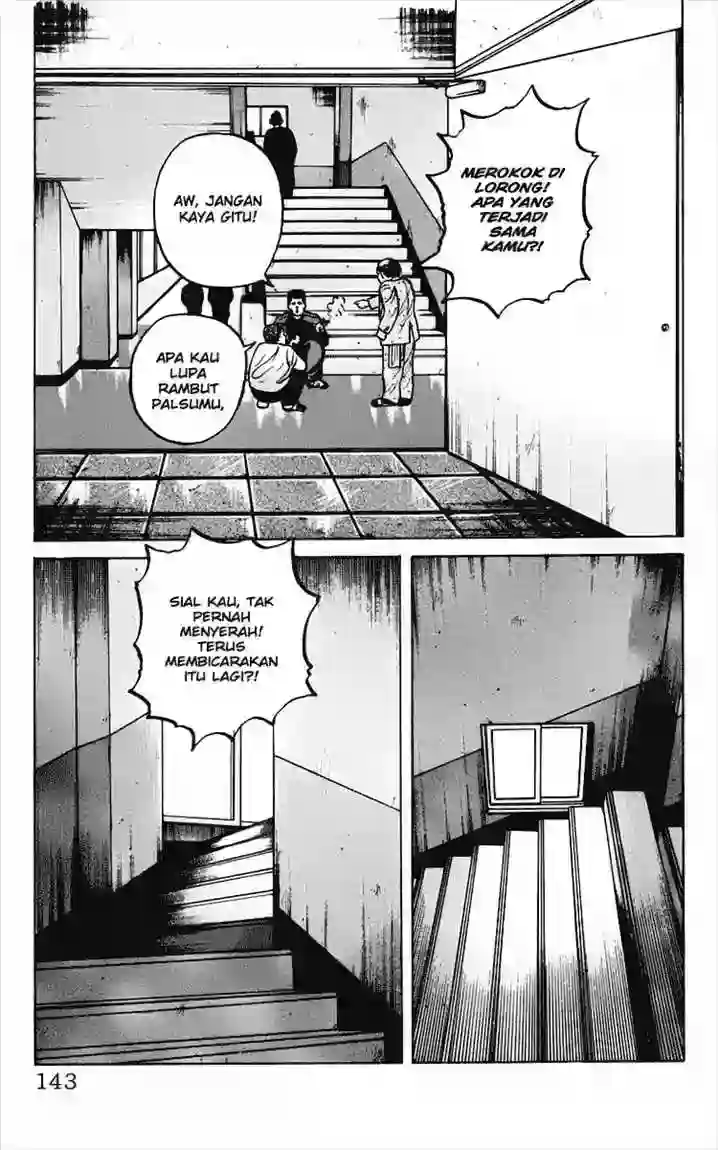 MEROKOK DI
LORONG!
APA YANG
TERJADI
SAMA
KAMU?!
AW, JANGAN
KAYA GITU!
APA KAU
LUPA
RAMBUT
PALSUMU,
SIAL KAU, TAK
PERNAH
MENYERAH!
TERUS
MEMBICARAKAN
ITU LAGI?!
143